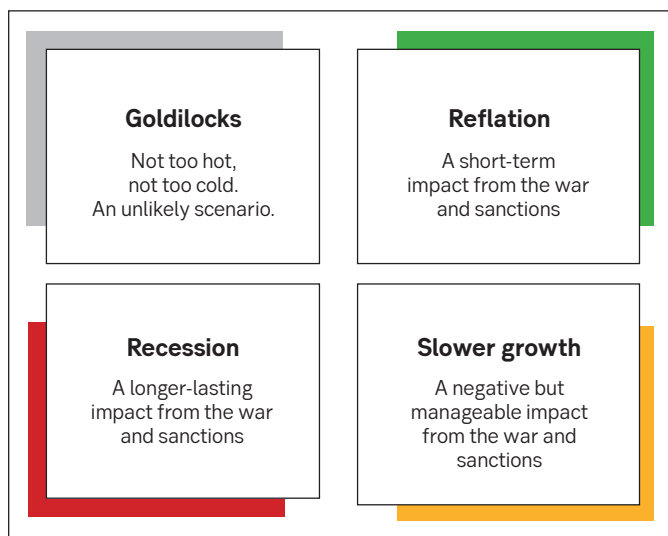 Goldilocks
Not too hot,
not too cold.
An unlikely scenario.
Reflation
A short-term
impact from the war
and sanctions
Recession
A longer-lasting
impact from the war
and sanctions
Slower growth
A negative but
manageable impact
from the war and
sanctions